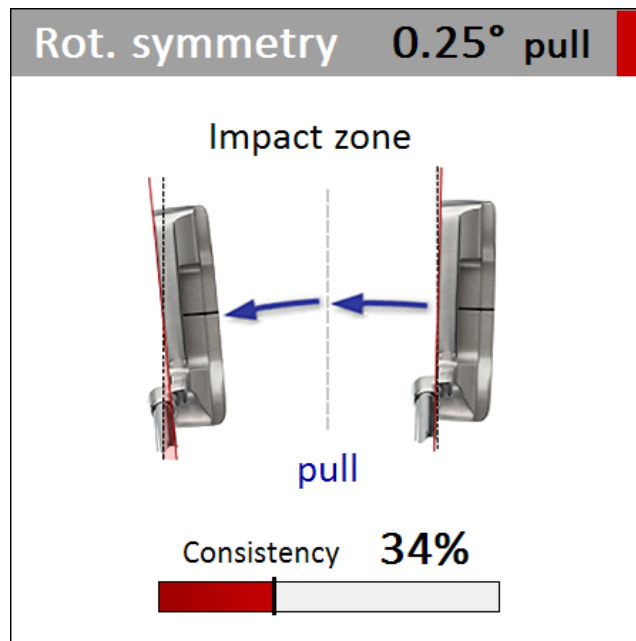 Rot. symmetry 0.25° pull
Impact zone
pull
Consistency 34%